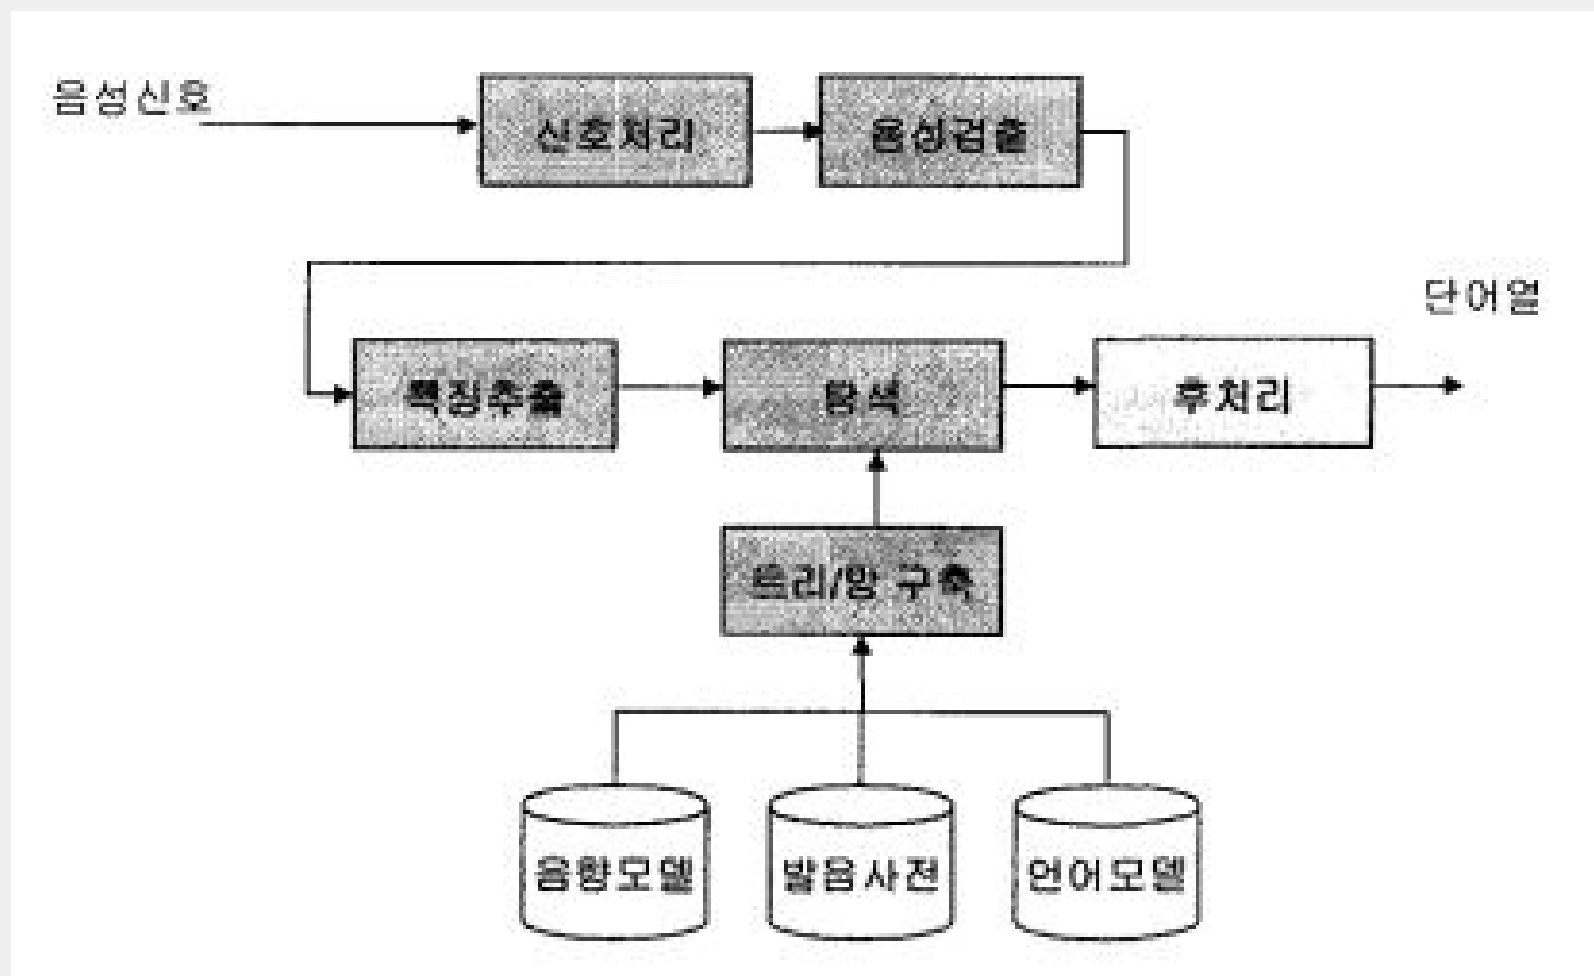 음성신호
신호처리
음성검출
단어열
특징추출
탐색
후처리
트리/망 구축
음향모델
발음사전
언어모델